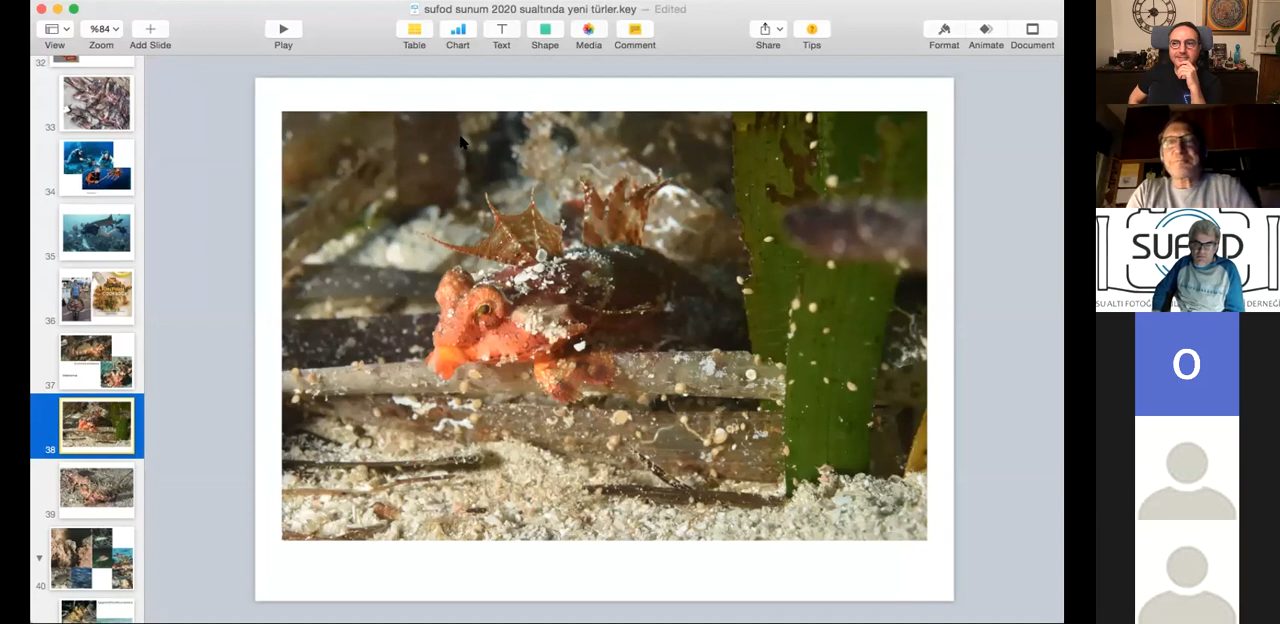 sufod sunum 2020 sualtında yeni türler.key — Edited
%84
View Zoom Add Slide Play Table Chart Text Shape Media Comment Share Tips Format Animate Document
32
33
34
35
36
37
38
39
40
SUFOD
SU ALTI FOTOĞ
DERNEĞİ
O